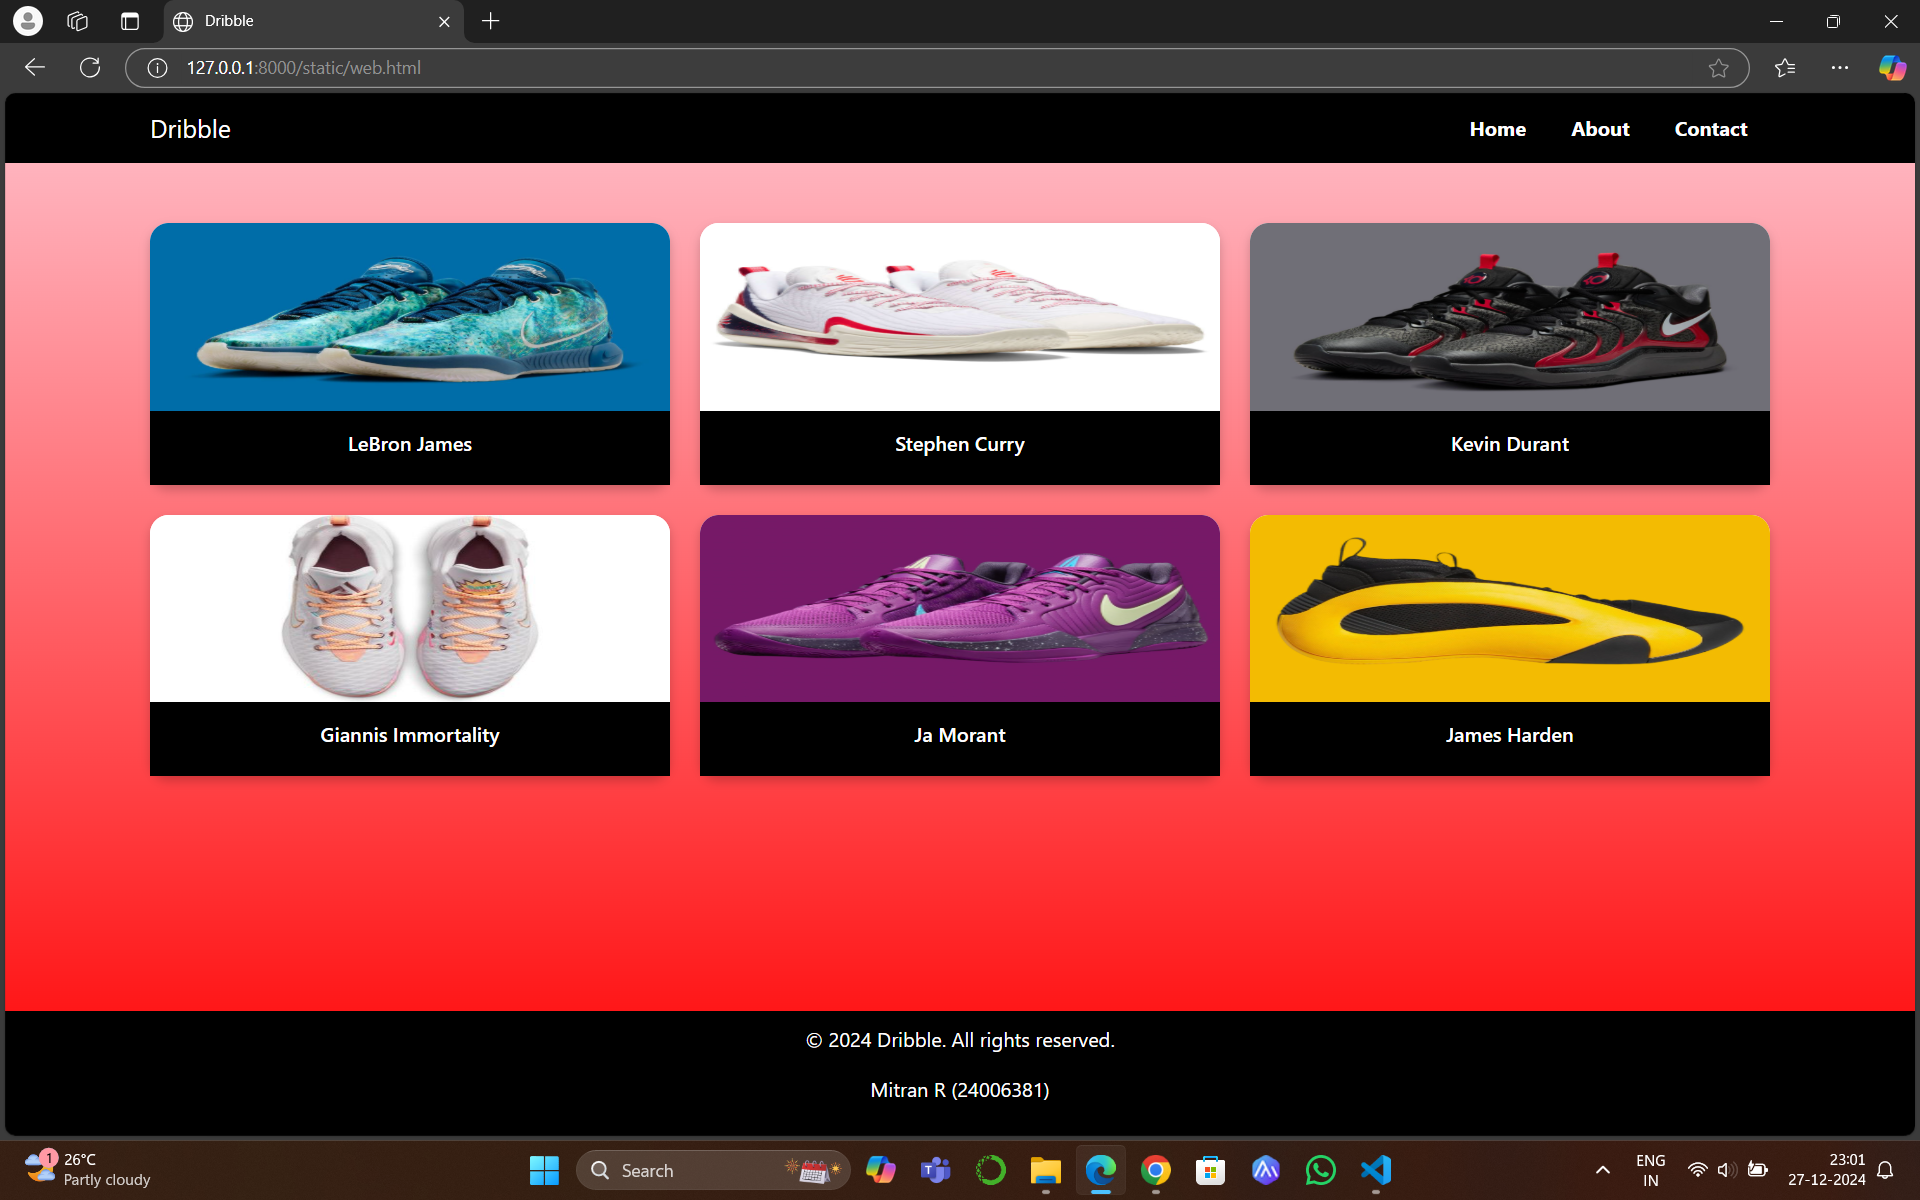 Dribble
127.0.0.1:8000/static/web.html
Dribble
Home About Contact
LeBron James
Stephen Curry
Kevin Durant
Giannis Immortality
Ja Morant
James Harden
© 2024 Dribble. All rights reserved.
Mitran R (24006381)
1
26°C
Partly cloudy
Search
ENG
IN
23:01
27-12-2024